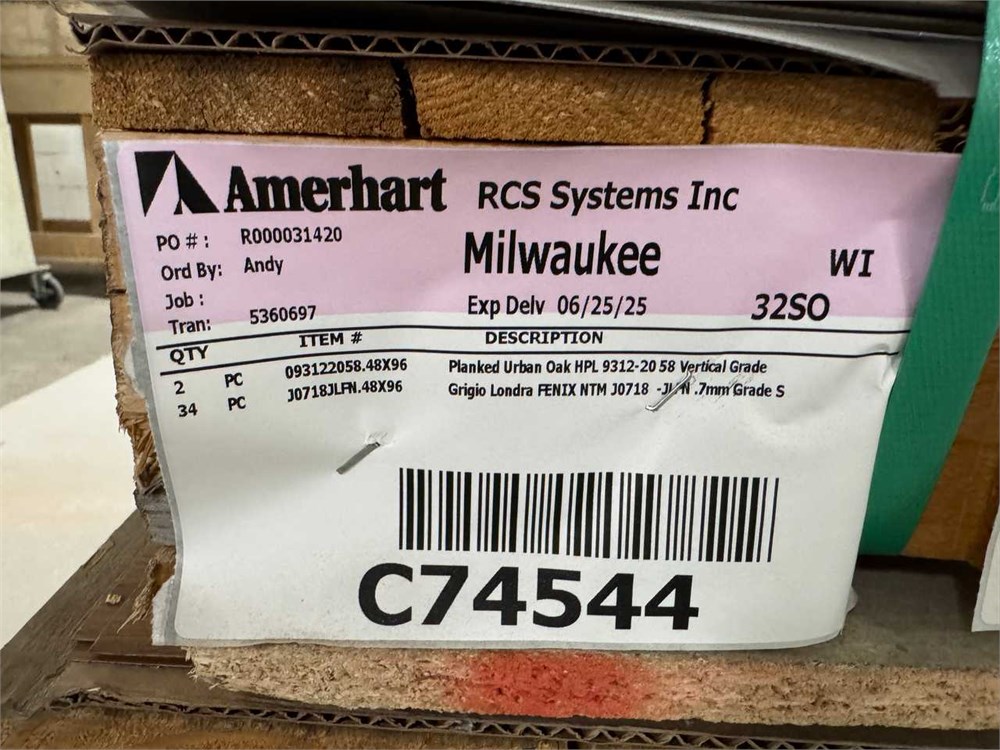 Amerhart RCS Systems Inc
PO # : R000031420
Ord By: Andy Milwaukee WI
Job : Exp Delv 06/25/25 32SO
Tran: 5360697
QTY ITEM # DESCRIPTION
2 PC 093122058.48X96 Planked Urban Oak HPL 9312-20 58 Vertical Grade
34 PC J0718JLFN.48X96 Grigio Londra FENIX NTM J0718 .7mm Grade S
C74544